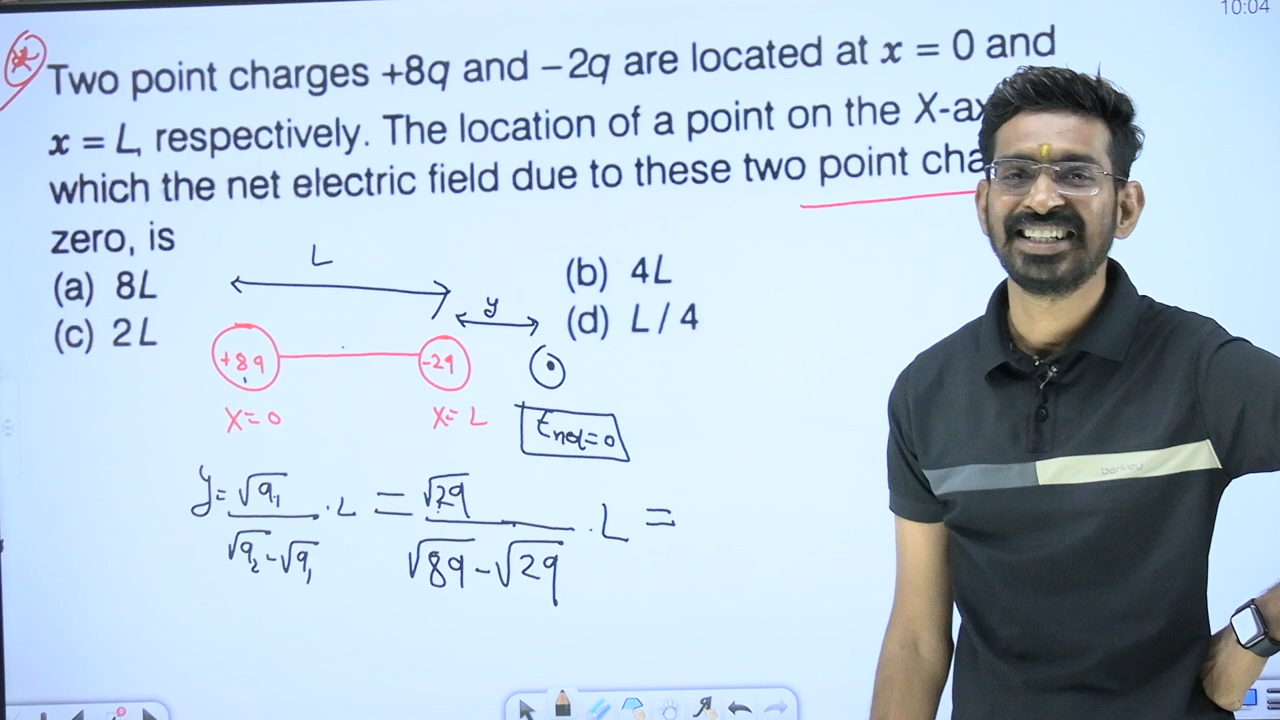 10:04
Two point charges +8q and −2q are located at x = 0 and
x = L, respectively. The location of a point on the X-ax
which the net electric field due to these two point cha
zero, is
(a) 8L
(b) 4L
(c) 2L
(d) L/4
L
y
+8q
-2q
X=0
X=L
Enet=0
y= √q₁ / √q₂-√q₁ . L = √2q / √8q-√2q . L =